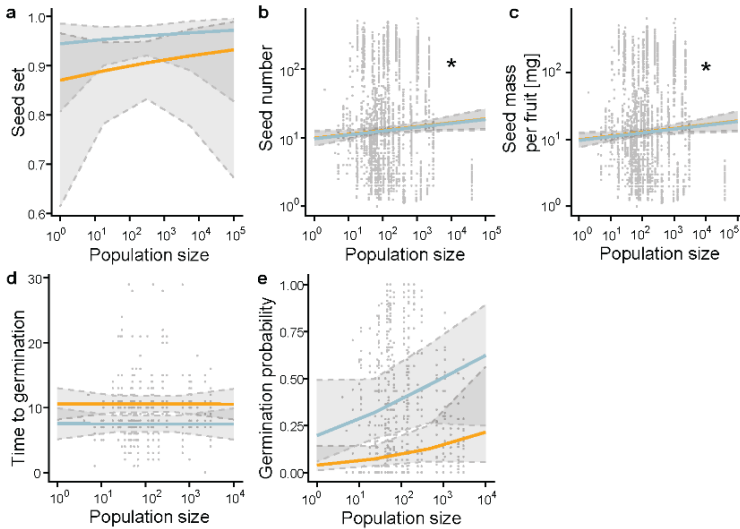 a
Seed set
1.0
0.9
0.8
0.7
0.6
10⁰ 10¹ 10² 10³ 10⁴ 10⁵
Population size
b
Seed number
10²
10¹
10⁰
*
10⁰ 10¹ 10² 10³ 10⁴ 10⁵
Population size
c
Seed mass
per fruit [mg]
10²
10¹
10⁰
*
10⁰ 10¹ 10² 10³ 10⁴ 10⁵
Population size
d
Time to germination
30
20
10
0
10⁰ 10¹ 10² 10³ 10⁴
Population size
e
Germination probability
1.00
0.75
0.50
0.25
0.00
10⁰ 10¹ 10² 10³ 10⁴
Population size